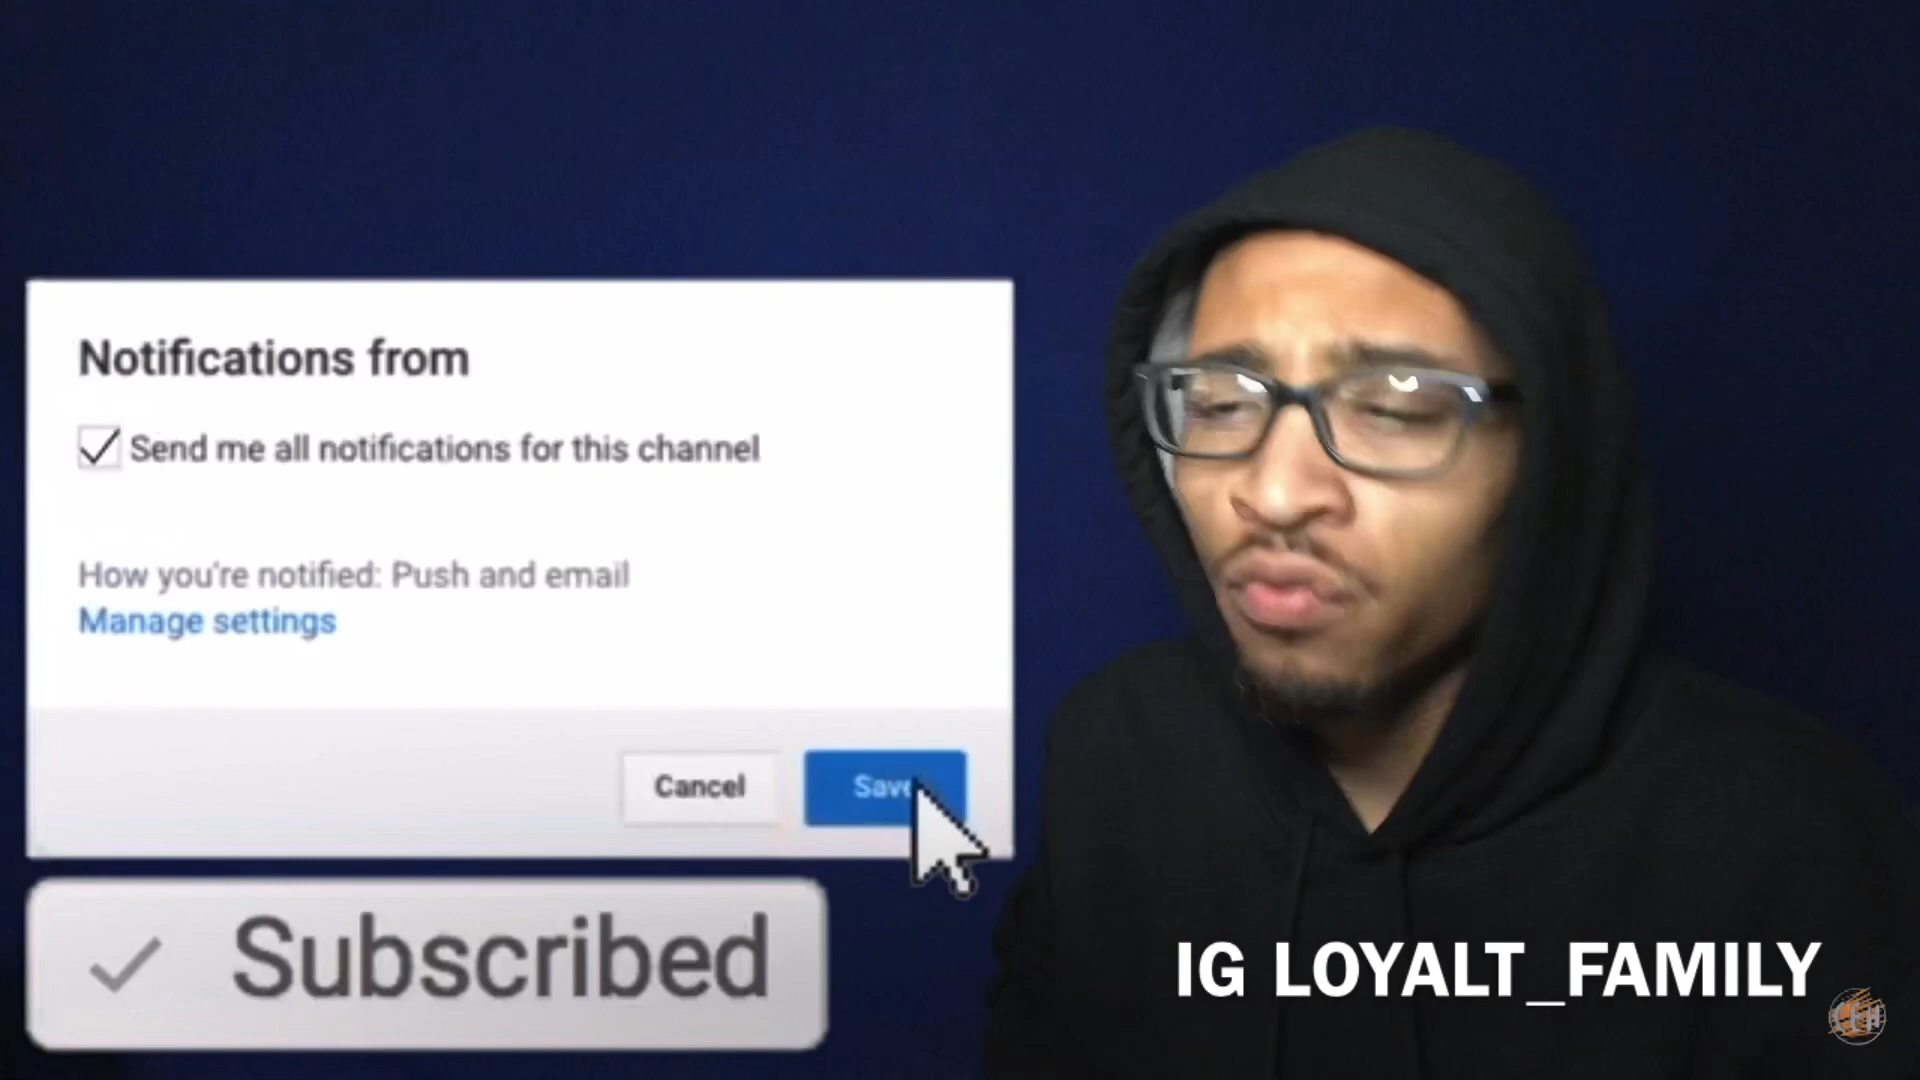 Notifications from
Send me all notifications for this channel
How you're notified: Push and email
Manage settings
Cancel
Save
Subscribed
IG LOYALT_FAMILY